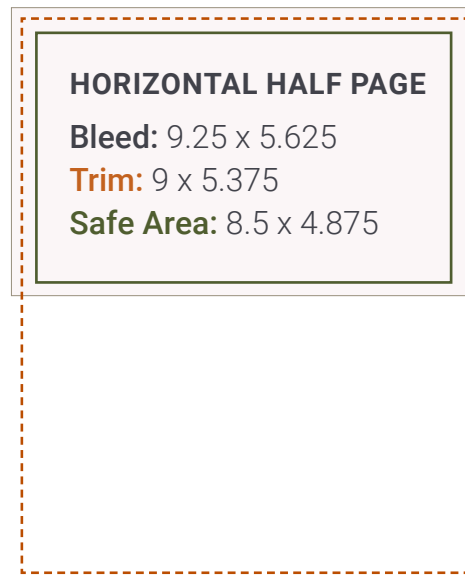 HORIZONTAL HALF PAGE
Bleed: 9.25 x 5.625
Trim: 9 x 5.375
Safe Area: 8.5 x 4.875